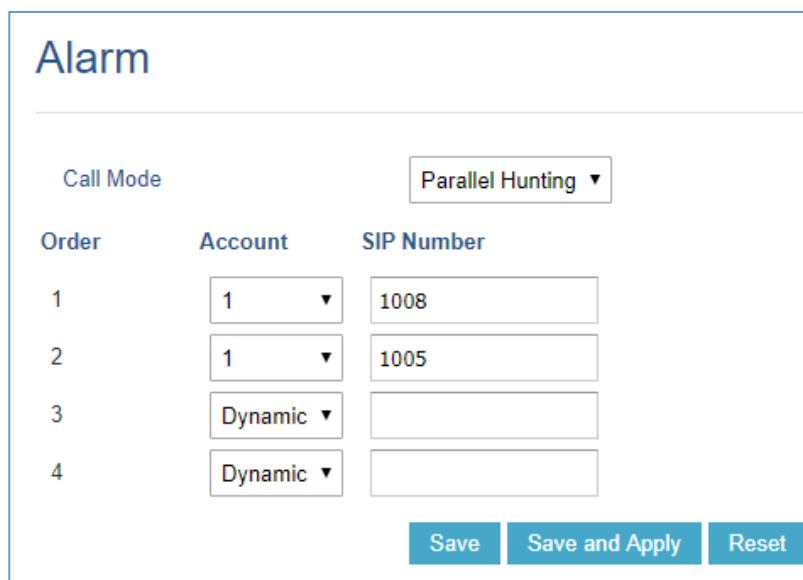 Alarm
Call Mode Parallel Hunting
Order Account SIP Number
1 1 1008
2 1 1005
3 Dynamic
4 Dynamic
Save Save and Apply Reset